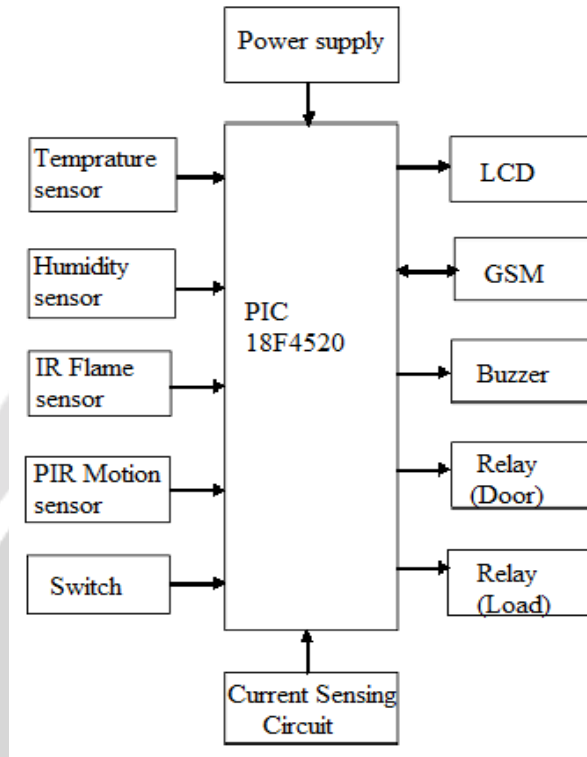 Power supply
Temprature
sensor
Humidity
sensor
IR Flame
sensor
PIR Motion
sensor
Switch
PIC
18F4520
LCD
GSM
Buzzer
Relay
(Door)
Relay
(Load)
Current Sensing
Circuit